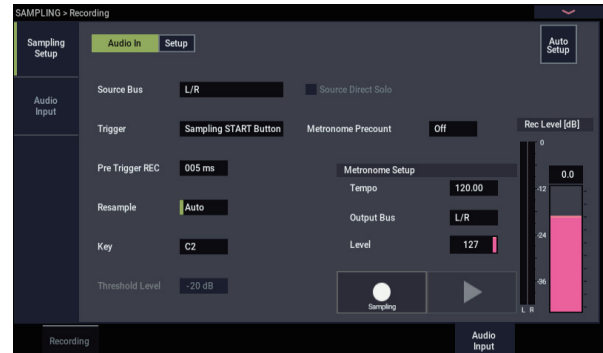 SAMPLING > Recording
Sampling
Setup
Audio In
Setup
Auto
Setup
Audio
Input
Source Bus
L/R
Source Direct Solo
Trigger
Sampling START Button
Metronome Precount
Off
Rec Level [dB]
0
Pre Trigger REC
005 ms
Metronome Setup
0.0
Tempo
120.00
-12
Resample
Auto
Output Bus
L/R
-24
Key
C2
Level
127
Threshold Level
-20 dB
-36
Sampling
L R
Recording
Audio
Input